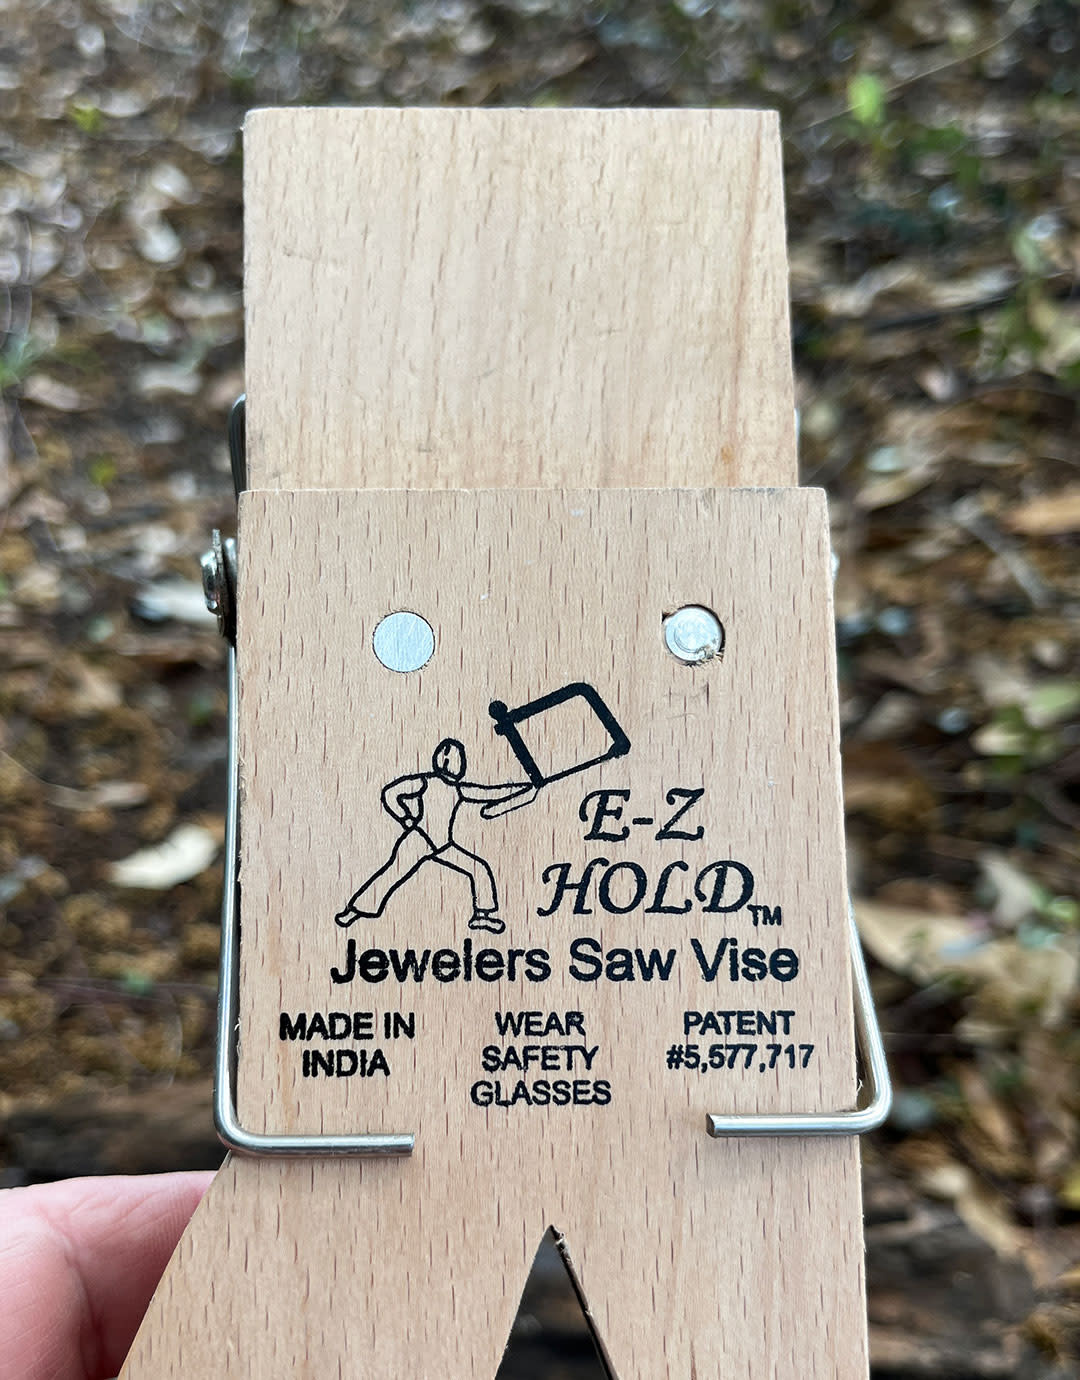 E-Z
HOLD™
Jewelers Saw Vise
MADE IN
INDIA
WEAR
SAFETY
GLASSES
PATENT
#5,577,717